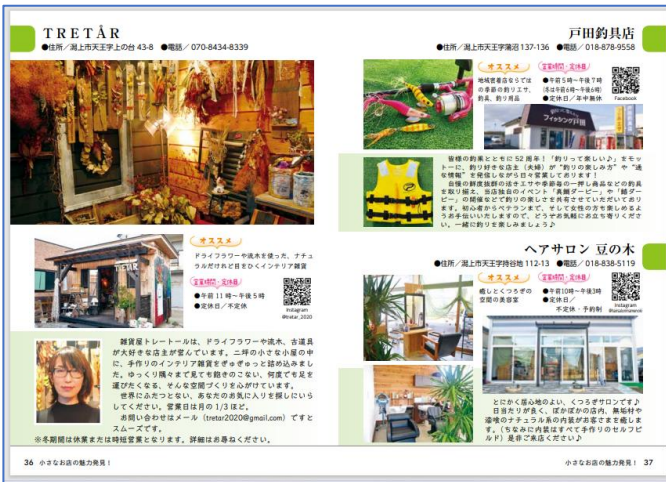 TRETÅR
●住所／潟上市天王字上の台 43-8 ●電話／ 070-8434-8339
オススメ
ドライフラワーや流木を使った、ナチュ
ラルだけれど目をひくインテリア雑貨
営業時間・定休日
●午前 11 時～午後 5 時
●定休日／不定休
Instagram
@tretar_2020
TRETAR
雑貨屋トレートールは、ドライフラワーや流木、古道具
が大好きな店主が営んでいます。二坪の小さな小屋の中
に、手作りのインテリア雑貨をぎゅぎゅっと詰め込みまし
た。ゆっくり隅々まで見ても飽きのこない、何度でも足を
運びたくなる、そんな空間づくりを心がけています。
世界にふたつとない、あなたのお気に入りを探しにいら
してください。営業日は月の 1/3 ほど。
お問い合わせはメール（tretar2020@gmail.com）ですと
スムーズです。
※冬期間は休業または時短営業となります。詳細はお尋ねください。
36 小さなお店の魅力発見！
戸田釣具店
●住所／潟上市天王字蒲沼 137-136 ●電話／ 018-878-9558
オススメ
地域密着店ならでは
の季節の釣りエサ、
釣具、釣り用品
営業時間・定休日
●午前 5 時～午後 7 時
(冬は午前6時～午後6時)
●定休日／年中無休
Facebook
フィッシング戸田
皆様の釣果とともに 52 周年！「釣りって楽しい♪」をモッ
トーに、釣り好きな店主（夫婦）が“釣りの楽しみ方”や“速
な情報”を発信しながら日々営業しております！
自慢の鮮度抜群の活きエサや季節毎の一押し商品などの釣具
を取り揃え、当店独自のイベント「真鯛ダービー」や「鱚ダー
ビー」の開催などで釣りの楽しさを共有させていただいており
ます。初心者からベテランまで、そして女性の方も楽しめるよ
うお手伝いいたしますので、どうぞお気軽にお立ち寄りくださ
い。一緒に釣りを楽しみましょう♪
ヘアサロン 豆の木
●住所／潟上市天王字持谷地 112-13 ●電話／ 018-838-5119
オススメ
癒しとくつろぎの
空間の美容室
営業時間・定休日
●午前10時～午後3時
●定休日／
不定休・予約制
Instagram
とにかく居心地のよい、くつろぎサロンです♪
日当たりが良く、ぽかぽかの店内、無垢材や
漆喰のナチュラル系の内装がお客さまを癒しま
す。（ちなみに内装はすべて手作りのセルフビ
ルド）是非ご来店ください♪
小さなお店の魅力発見！ 37